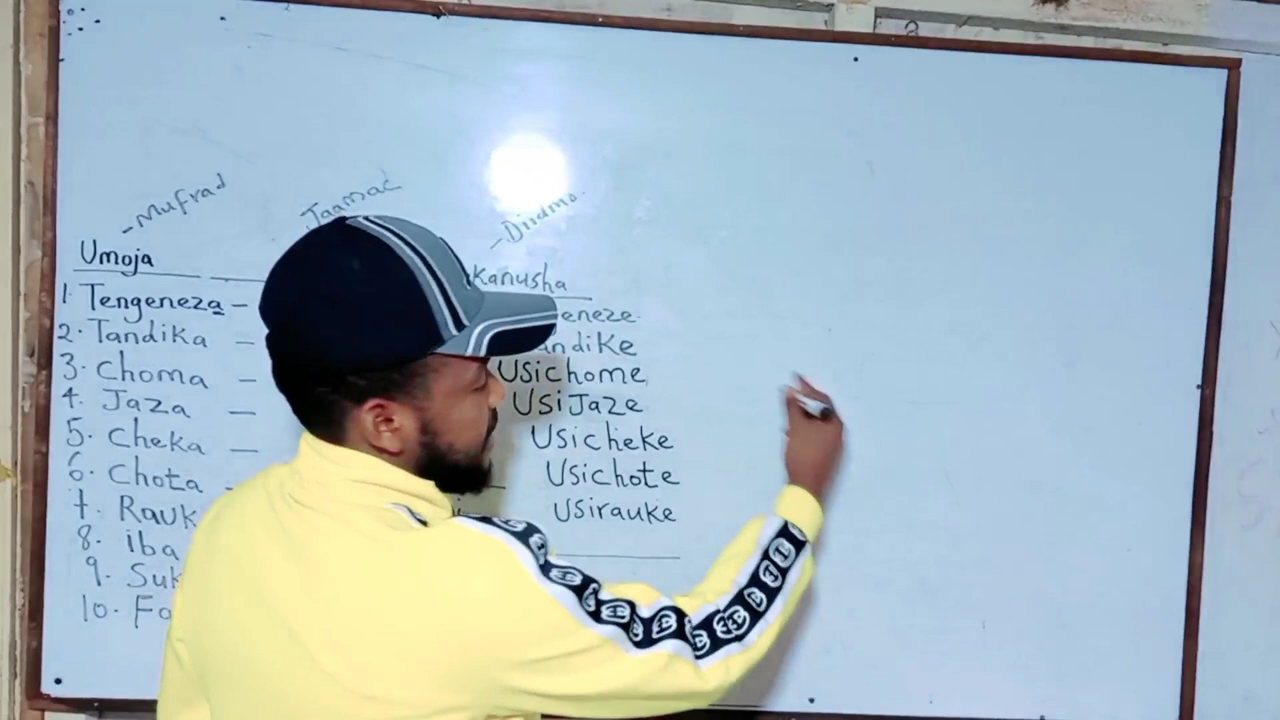 -Mufrad Jaamac -Diidmo.
Umoja Kanusha
1. Tengeneza - eneze.
2. Tandika - andike
3. choma - Usichome
4. Jaza - UsiJaze
5. cheka - Usicheke
6. Chota - Usichote
7. Rauk usirauke
8. iba
9. Suk
10. Fo